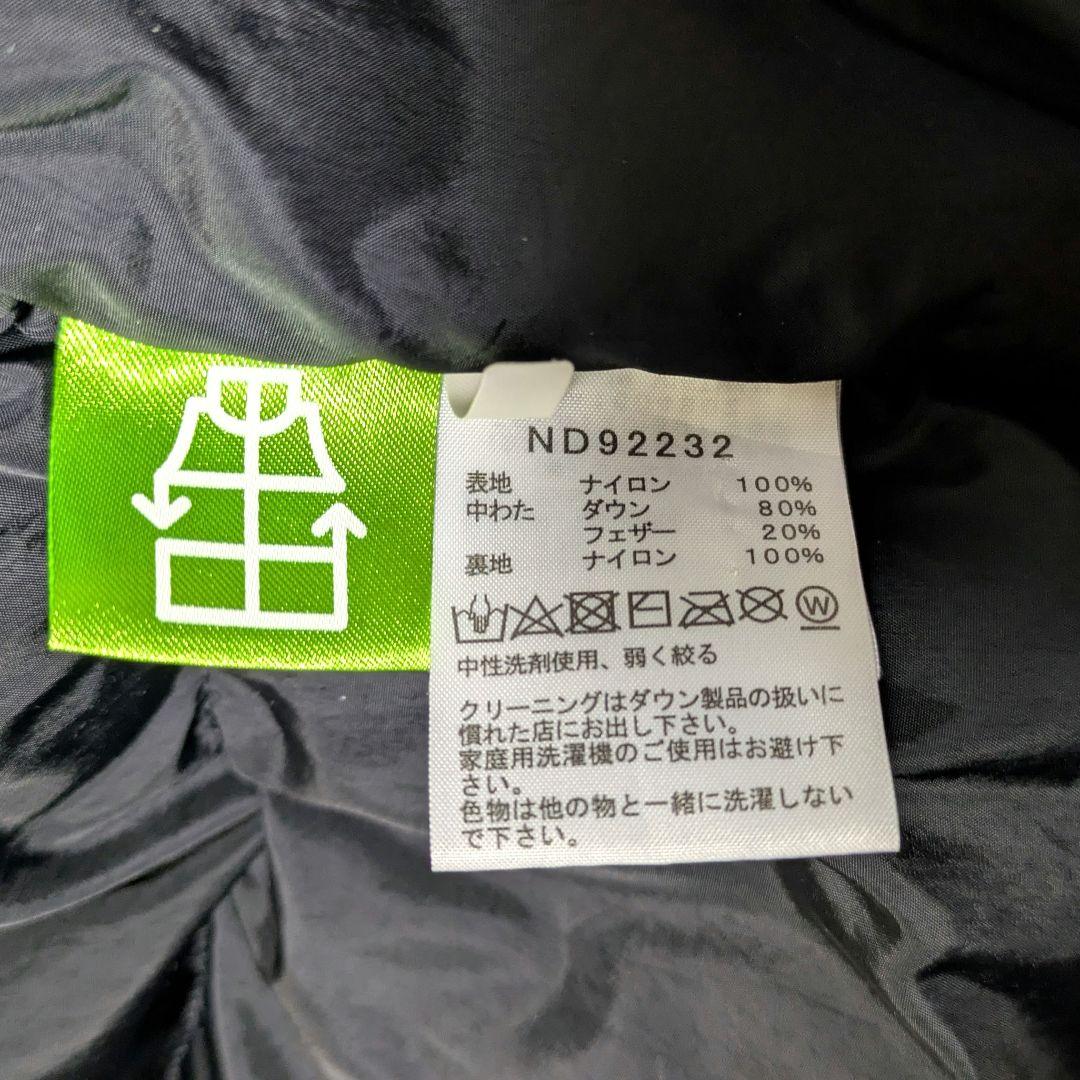 ND92232
表地 ナイロン 100%
中わた ダウン 80%
フェザー 20%
裏地 ナイロン 100%
W
中性洗剤使用、弱く絞る
クリーニングはダウン製品の扱いに
慣れた店にお出し下さい。
家庭用洗濯機のご使用はお避け下
さい。
色物は他の物と一緒に洗濯しない
で下さい。